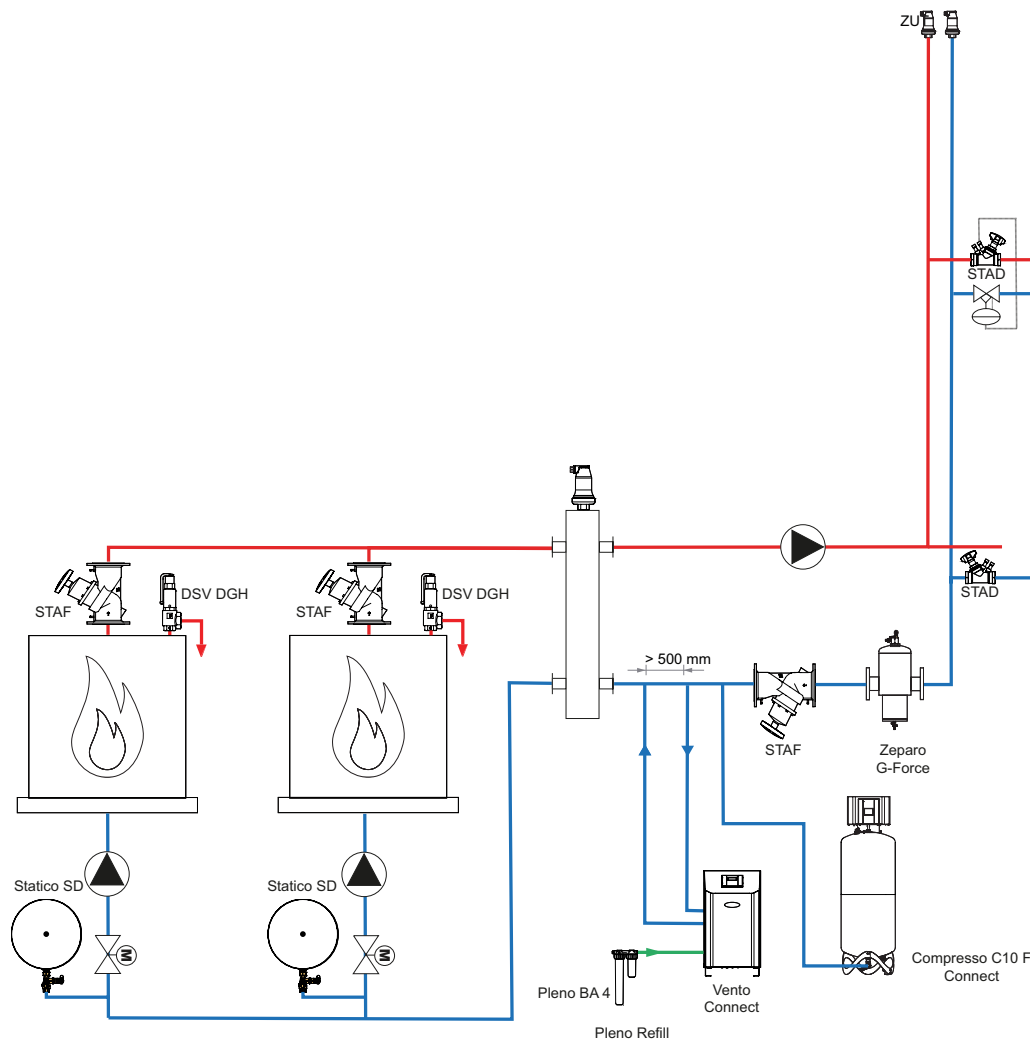 ZU
STAD
DSV DGH
DSV DGH
STAF
STAF
STAD
> 500 mm
STAF
Zeparo
G-Force
Statico SD
Statico SD
M
M
Compresso C10 F
Connect
Pleno BA 4
Vento
Connect
Pleno Refill